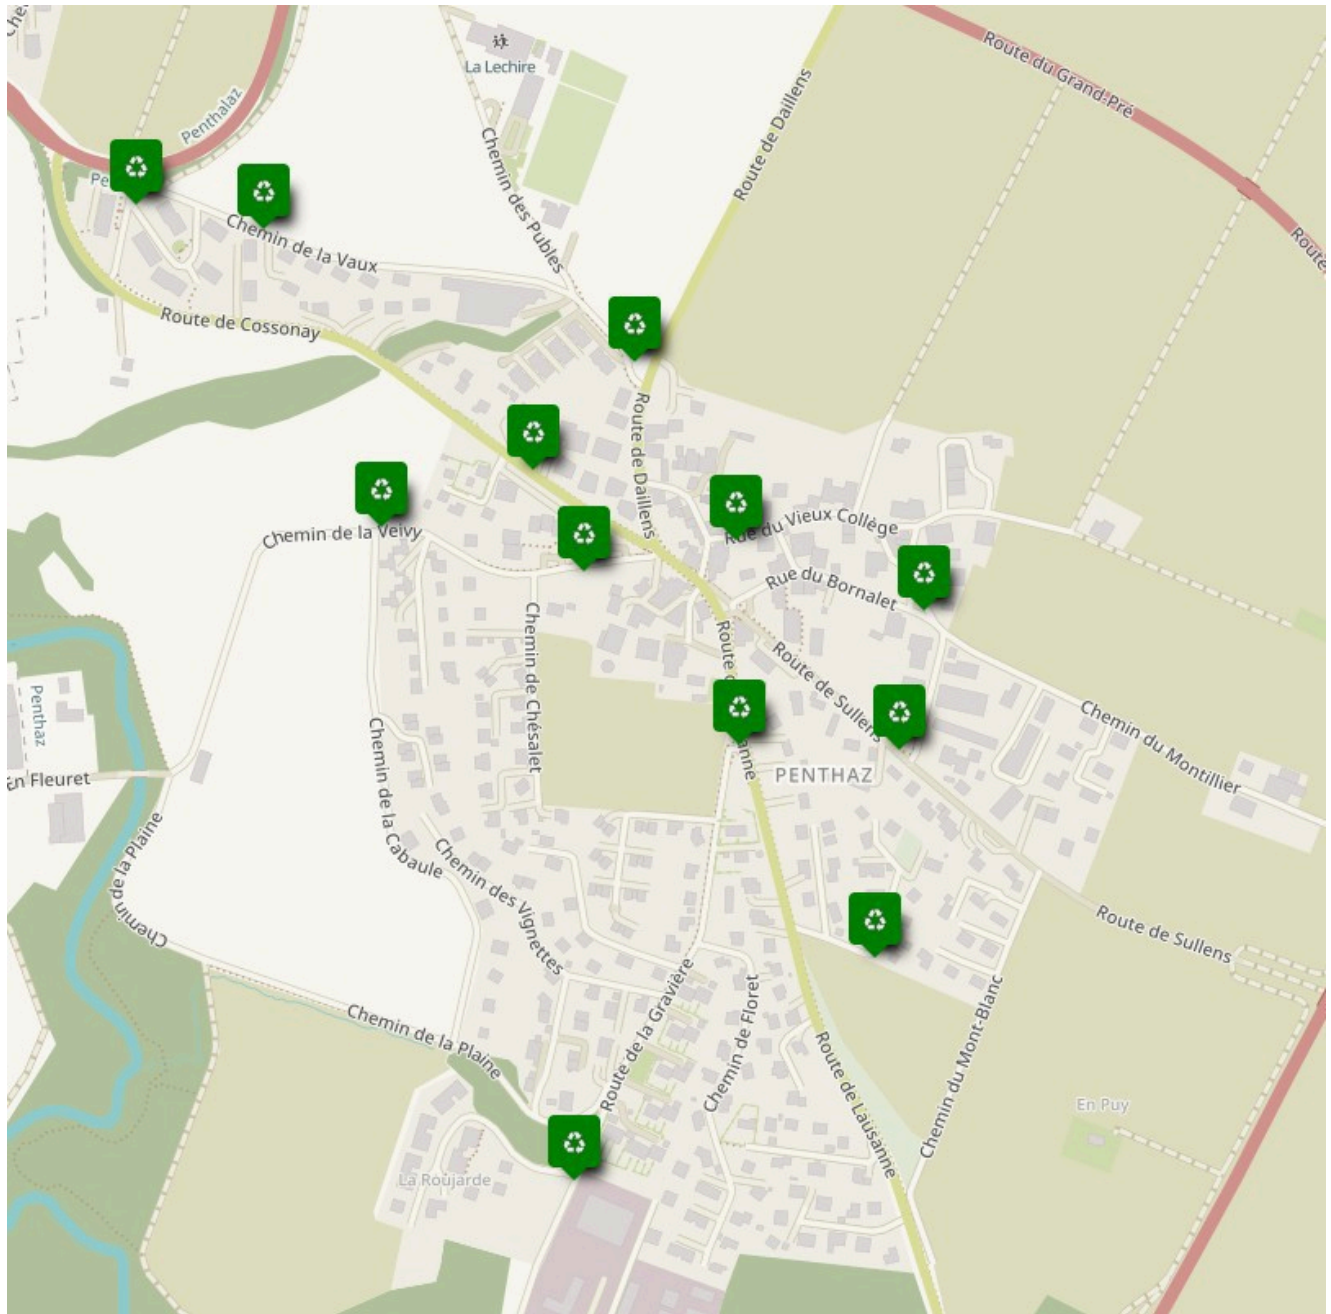 Che
Route du Grand-Pré
La Lechire
Penthalaz
Route de Daillens
Chemin des Publes
Pe
Chemin de la Vaux
Route
Route de Cossonay
Route de Daillens
Rue du Vieux Collège
Chemin de la Veivy
Rue du Bornalet
Chemin de Chésalet
Route d
anne
Route de Sullens
Penthaz
Chemin du Montillier
En Fleuret
PENTHAZ
Chemin de la Cabaule
Chemin de la Plaine
Chemin des Vignettes
Route de Sullens
Chemin de la Plaine
Route de la Gravière
Chemin de Floret
Chemin du Mont-Blanc
Route de Lausanne
En Puy
La Roujarde